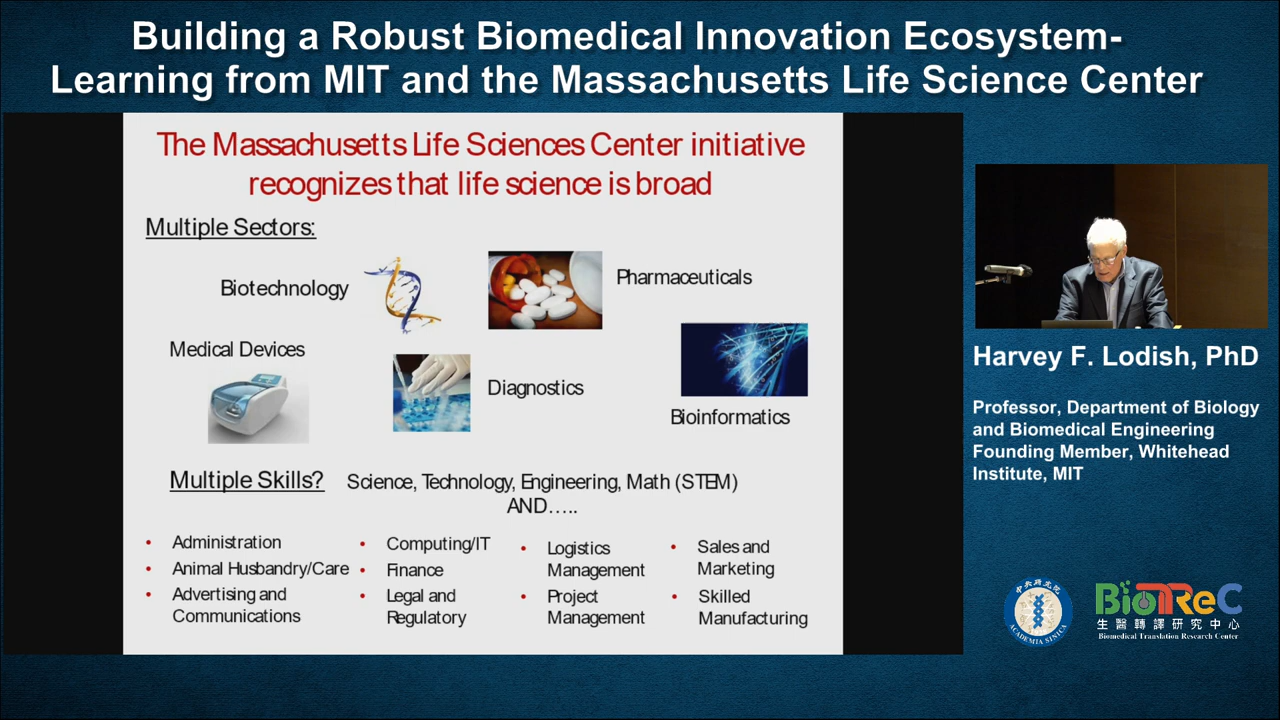 Building a Robust Biomedical Innovation Ecosystem-
Learning from MIT and the Massachusetts Life Science Center
The Massachusetts Life Sciences Center initiative
recognizes that life science is broad
Multiple Sectors:
Biotechnology
Pharmaceuticals
Medical Devices
Diagnostics
Bioinformatics
Multiple Skills?
Science, Technology, Engineering, Math (STEM)
AND…..
• Administration
• Animal Husbandry/Care
• Advertising and
Communications
• Computing/IT
• Finance
• Legal and
Regulatory
• Logistics
Management
• Project
Management
• Sales and
Marketing
• Skilled
Manufacturing
Harvey F. Lodish, PhD
Professor, Department of Biology
and Biomedical Engineering
Founding Member, Whitehead
Institute, MIT
中央研究院
ACADEMIA SINICA
BioTReC
生醫轉譯研究中心
Biomedical Translation Research Center